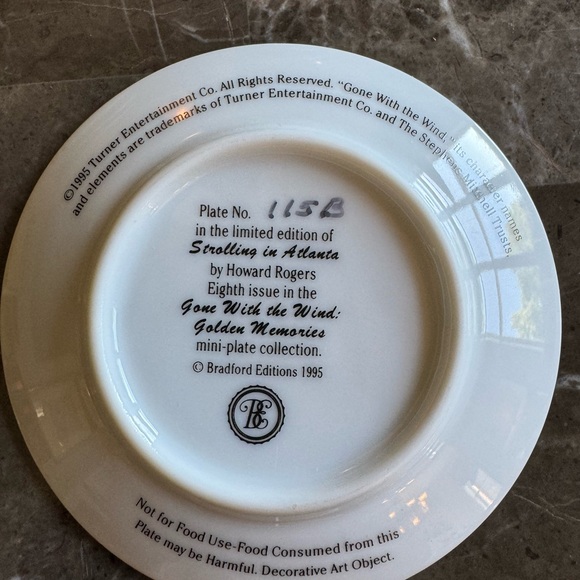 ©1995 Turner Entertainment Co. All Rights Reserved. "Gone With the Wind," its character names
and elements are trademarks of Turner Entertainment Co. and The Stephens Mitchell Trusts.
Plate No. 115B
in the limited edition of
Strolling in Atlanta
by Howard Rogers
Eighth issue in the
Gone With the Wind:
Golden Memories
mini-plate collection.
© Bradford Editions 1995
BE
Not for Food Use-Food Consumed from this
Plate may be Harmful. Decorative Art Object.